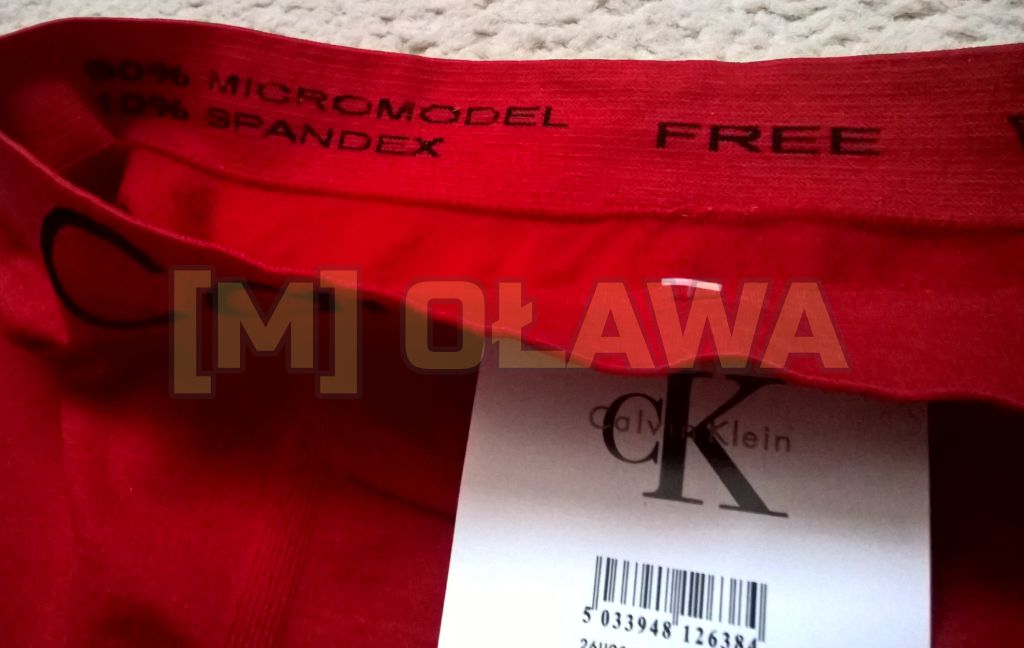 90% MICROMODEL
10% SPANDEX
FREE
[M] OŁAWA
CK
Calvin Klein
5 033948 126384